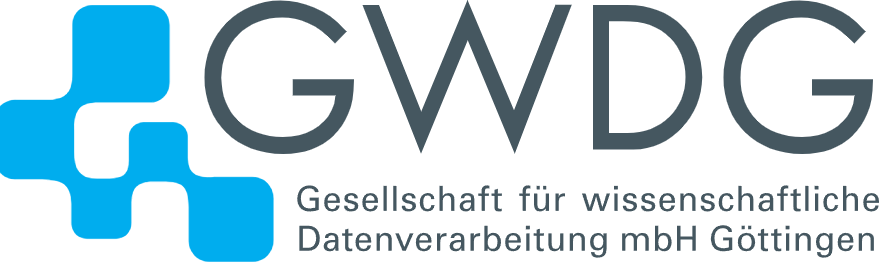 GWDG
Gesellschaft für wissenschaftliche
Datenverarbeitung mbH Göttingen